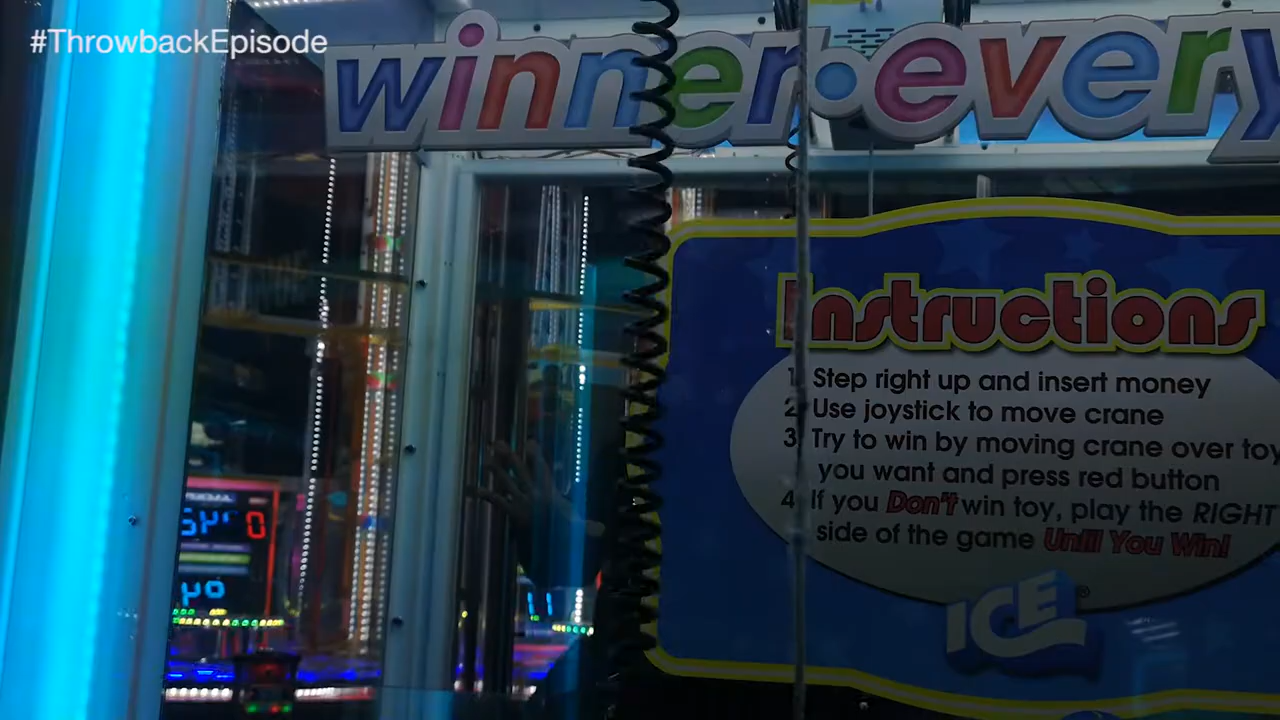 #ThrowbackEpisode
winner•every
Instructions
1. Step right up and insert money
2. Use joystick to move crane
3. Try to win by moving crane over toy
you want and press red button
4. If you Don't win toy, play the RIGHT
side of the game Until You Win!
ICE®
0